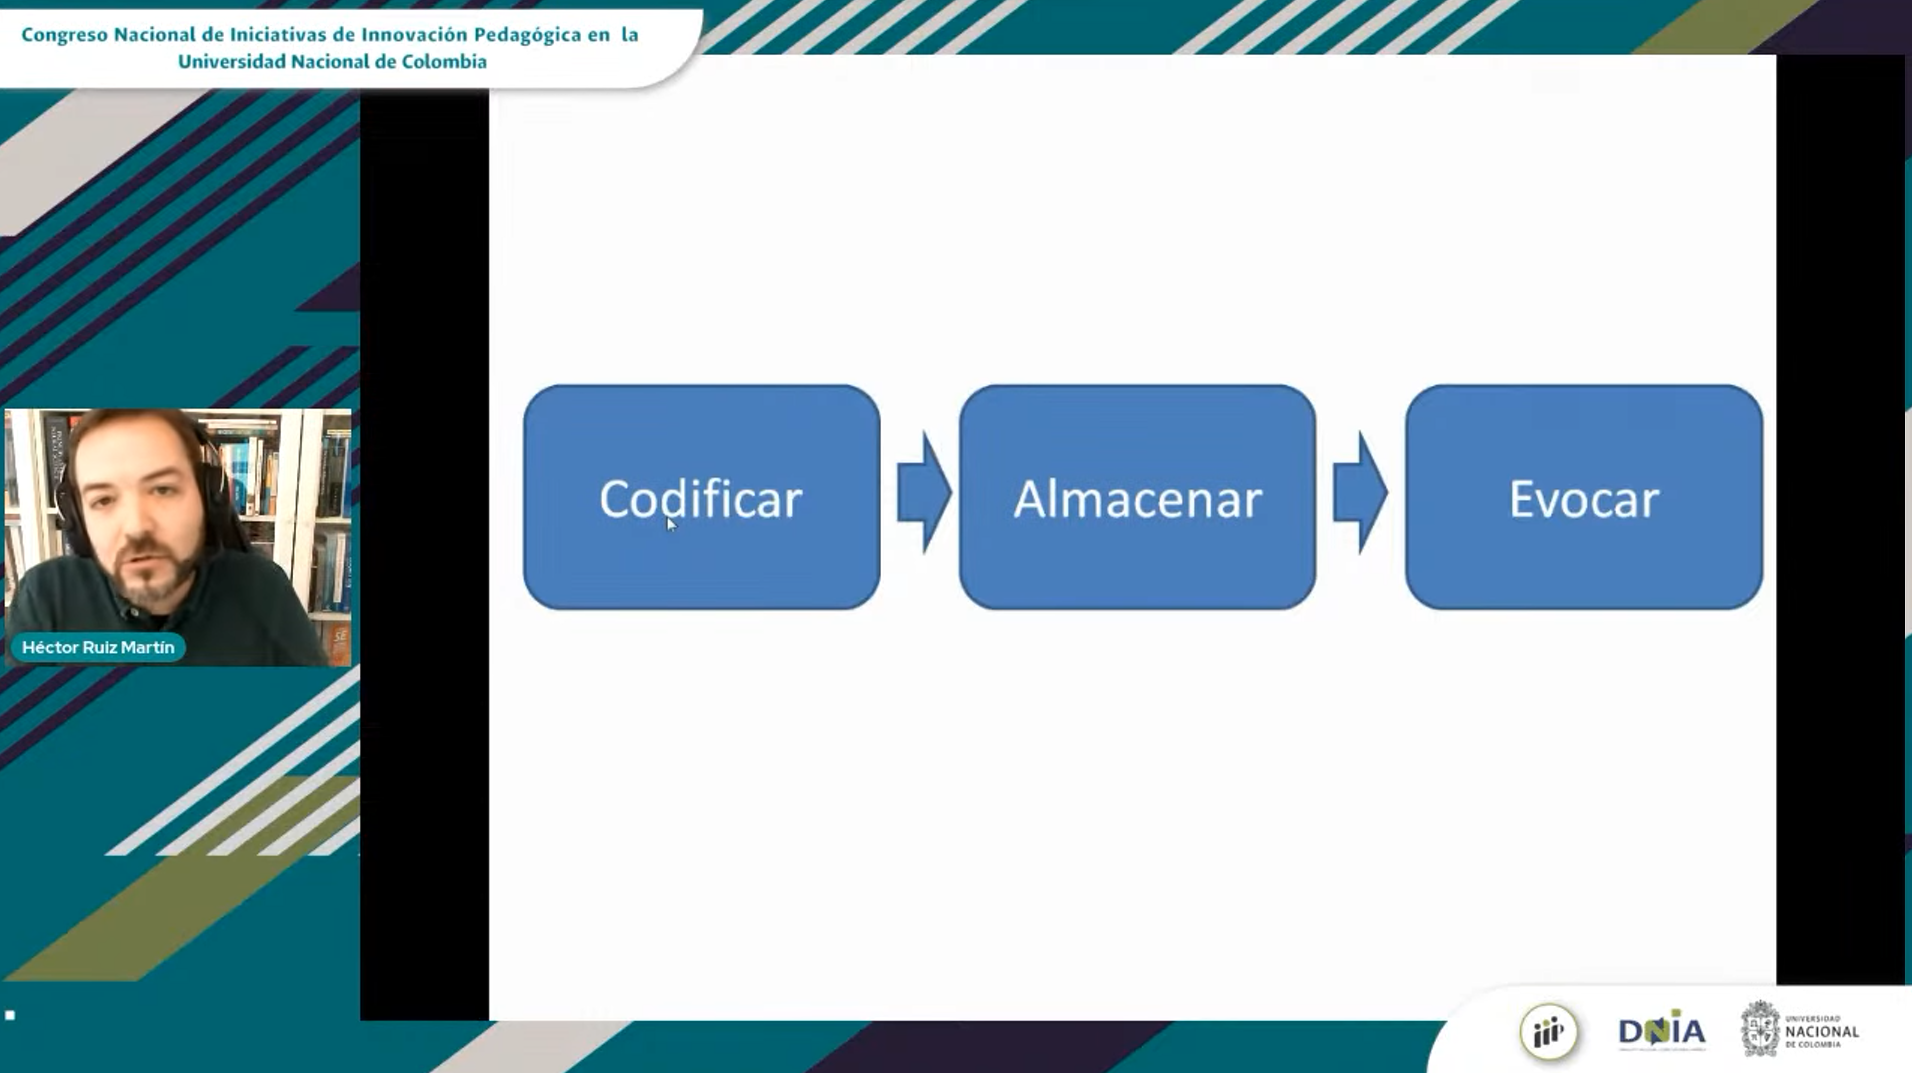 Congreso Nacional de Iniciativas de Innovación Pedagógica en la
Universidad Nacional de Colombia
Codificar
Almacenar
Evocar
Héctor Ruiz Martín
DNIA
UNIVERSIDAD
NACIONAL
DE COLOMBIA